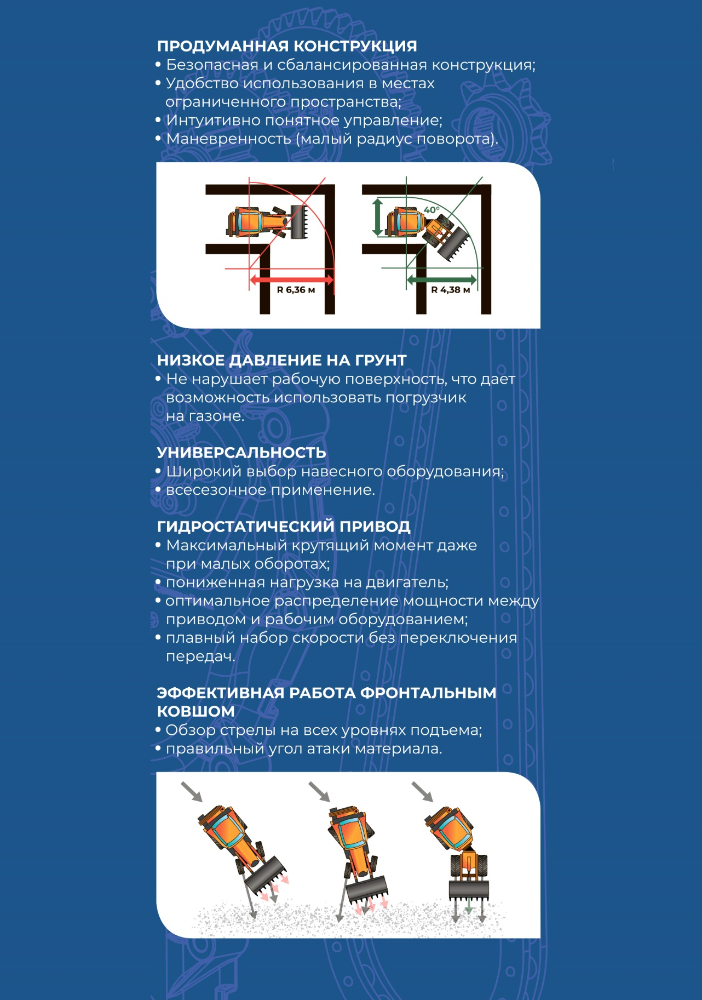 ПРОДУМАННАЯ КОНСТРУКЦИЯ
• Безопасная и сбалансированная конструкция;
• Удобство использования в местах
ограниченного пространства;
• Интуитивно понятное управление;
• Маневренность (малый радиус поворота).
40°
R 6,36 м
R 4,38 м
НИЗКОЕ ДАВЛЕНИЕ НА ГРУНТ
• Не нарушает рабочую поверхность, что дает
возможность использовать погрузчик
на газоне.
УНИВЕРСАЛЬНОСТЬ
• Широкий выбор навесного оборудования;
• всесезонное применение.
ГИДРОСТАТИЧЕСКИЙ ПРИВОД
• Максимальный крутящий момент даже
при малых оборотах;
• пониженная нагрузка на двигатель;
• оптимальное распределение мощности между
приводом и рабочим оборудованием;
• плавный набор скорости без переключения
передач.
ЭФФЕКТИВНАЯ РАБОТА ФРОНТАЛЬНЫМ
КОВШОМ
• Обзор стрелы на всех уровнях подъема;
• правильный угол атаки материала.